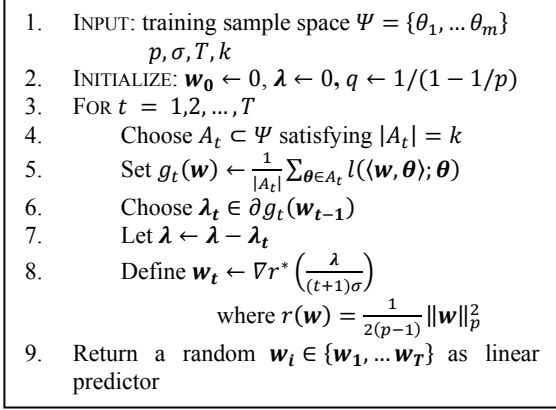 1. INPUT: training sample space Ψ = {θ₁, … θₘ}
p, σ, T, k
2. INITIALIZE: w₀ ← 0, λ ← 0, q ← 1/(1 − 1/p)
3. FOR t = 1,2, … , T
4. Choose Aₜ ⊂ Ψ satisfying |Aₜ| = k
5. Set gₜ(w) ← 1/|Aₜ| ∑_{θ∈Aₜ} l(⟨w, θ⟩; θ)
6. Choose λₜ ∈ ∂gₜ(wₜ₋₁)
7. Let λ ← λ − λₜ
8. Define wₜ ← ∇r*(λ/((t+1)σ))
where r(w) = 1/(2(p−1)) ‖w‖ₚ²
9. Return a random wᵢ ∈ {w₁, … w_T} as linear
predictor